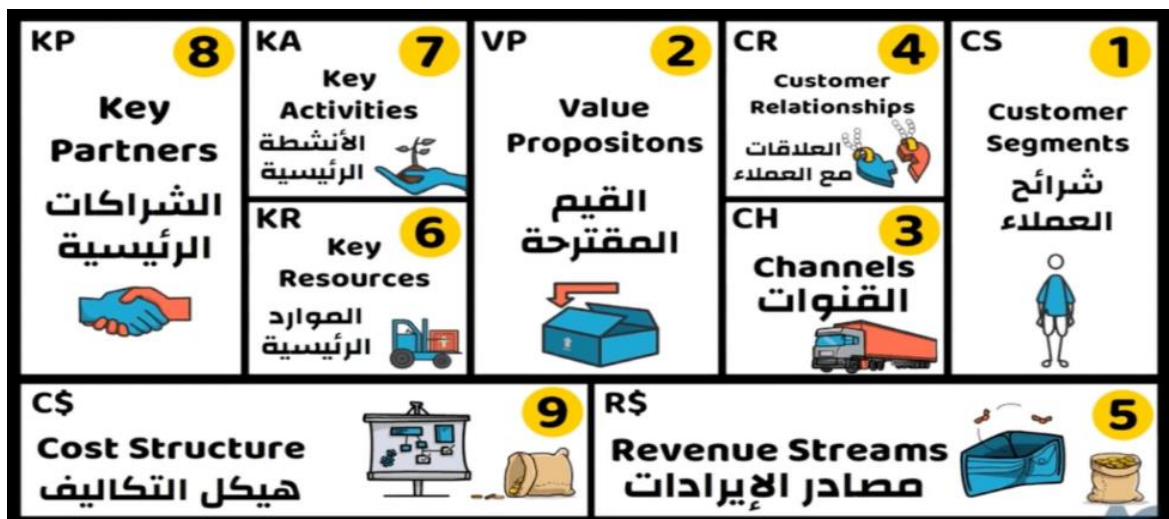 KP
8
Key
Partners
الشراكات
الرئيسية
KA
7
Key
Activities
الأنشطة
الرئيسية
KR
6
Key
Resources
الموارد
الرئيسية
VP
2
Value
Propositons
القيم
المقترحة
CR
4
Customer
Relationships
العلاقات
مع العملاء
CH
3
Channels
القنوات
CS
1
Customer
Segments
شرائح
العملاء
C$
9
Cost Structure
هيكل التكاليف
R$
5
Revenue Streams
مصادر الإيرادات